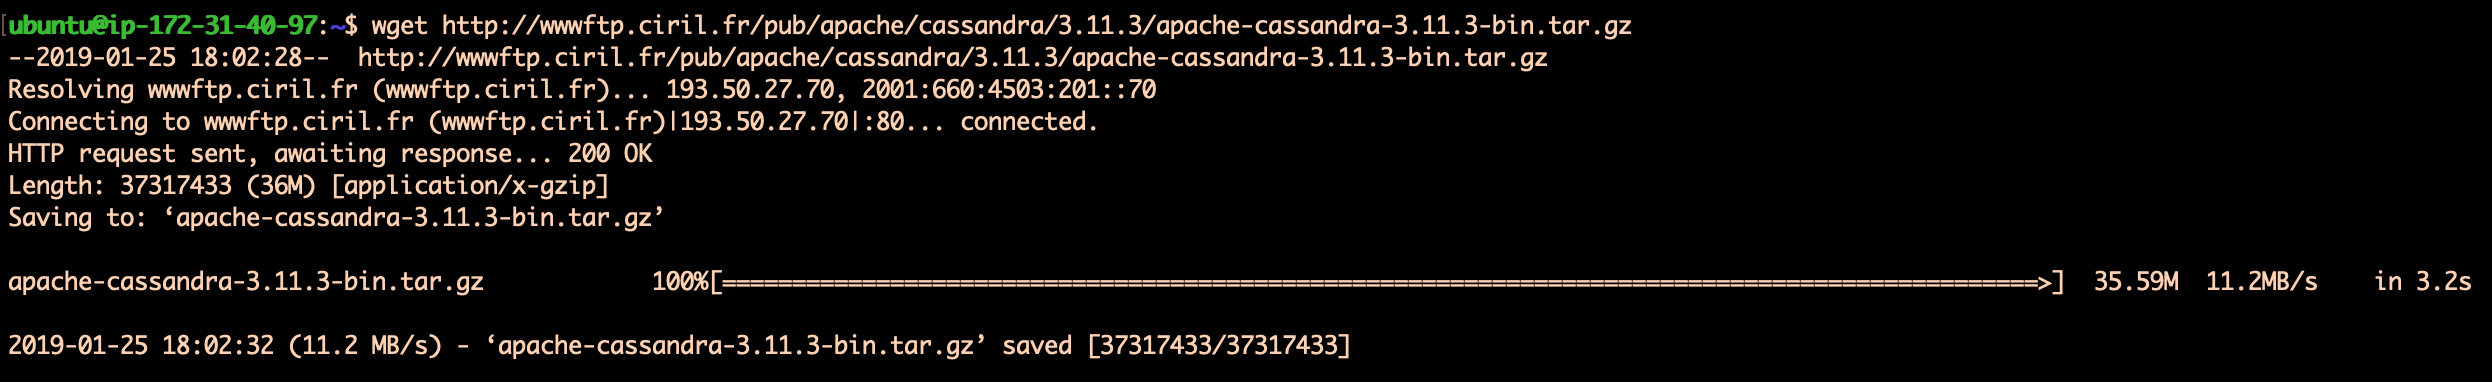 ubuntu@ip-172-31-40-97:~$ wget http://wwwftp.ciril.fr/pub/apache/cassandra/3.11.3/apache-cassandra-3.11.3-bin.tar.gz
--2019-01-25 18:02:28--  http://wwwftp.ciril.fr/pub/apache/cassandra/3.11.3/apache-cassandra-3.11.3-bin.tar.gz
Resolving wwwftp.ciril.fr (wwwftp.ciril.fr)... 193.50.27.70, 2001:660:4503:201::70
Connecting to wwwftp.ciril.fr (wwwftp.ciril.fr)|193.50.27.70|:80... connected.
HTTP request sent, awaiting response... 200 OK
Length: 37317433 (36M) [application/x-gzip]
Saving to: ‘apache-cassandra-3.11.3-bin.tar.gz’
apache-cassandra-3.11.3-bin.tar.gz            100%[==============================================================================================>]  35.59M  11.2MB/s    in 3.2s
2019-01-25 18:02:32 (11.2 MB/s) - ‘apache-cassandra-3.11.3-bin.tar.gz’ saved [37317433/37317433]